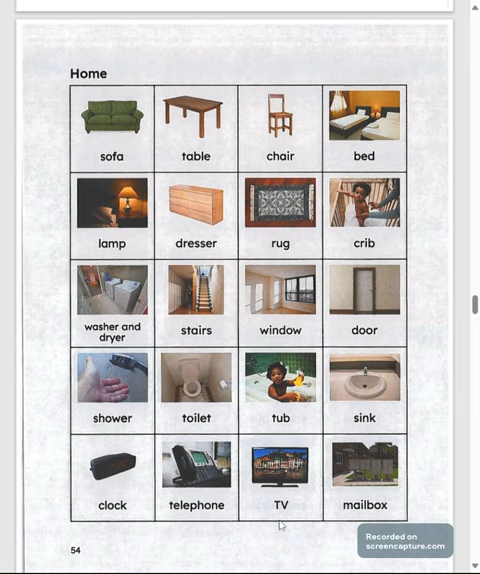 Home
sofa
table
chair
bed
lamp
dresser
rug
crib
washer and
dryer
stairs
window
door
shower
toilet
tub
sink
clock
telephone
TV
mailbox
54
Recorded on
screencapture.com